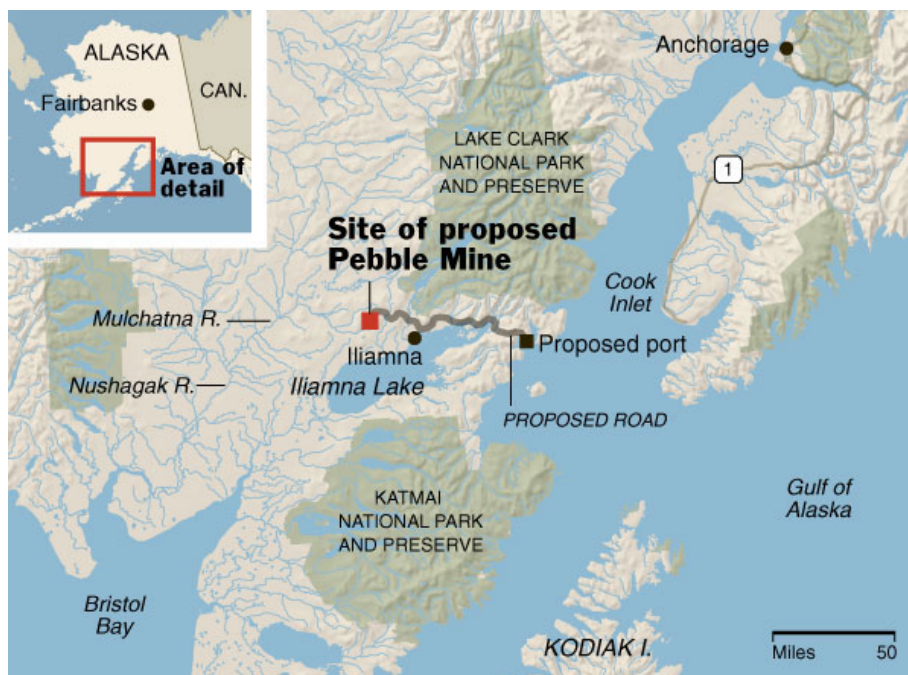 ALASKA
CAN.
Fairbanks
Area of
detail
Anchorage
LAKE CLARK
NATIONAL PARK
AND PRESERVE
1
Site of proposed
Pebble Mine
Cook
Inlet
Mulchatna R.
Iliamna
Proposed port
Nushagak R.
Iliamna Lake
PROPOSED ROAD
KATMAI
NATIONAL PARK
AND PRESERVE
Gulf of
Alaska
Bristol
Bay
KODIAK I.
Miles 50